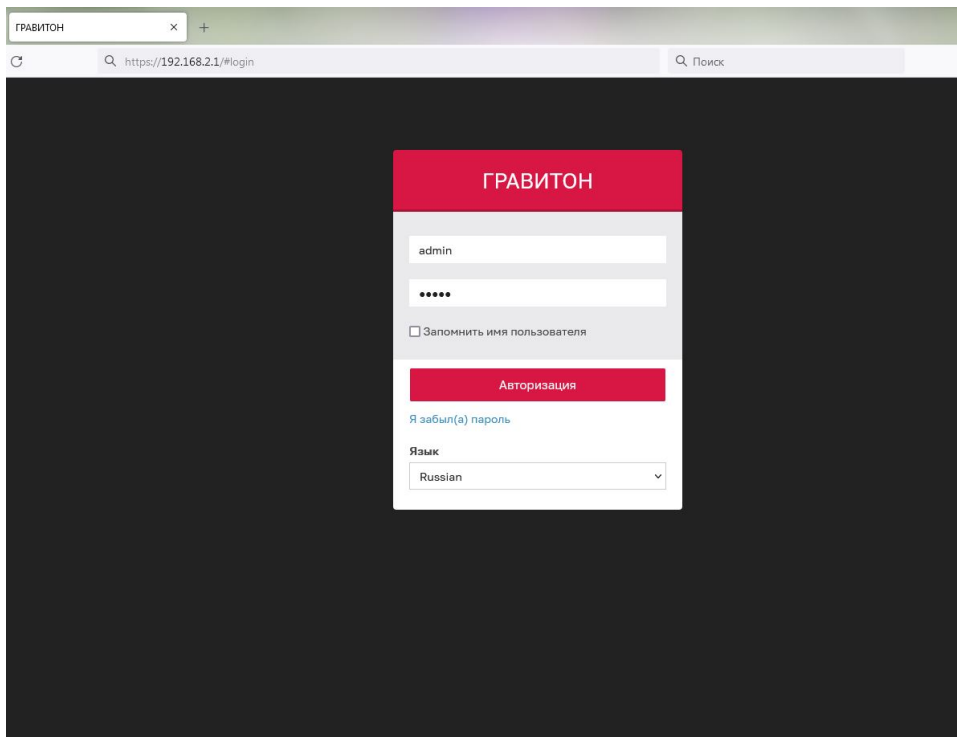 ГРАВИТОН
https://192.168.2.1/#login
Поиск
ГРАВИТОН
admin
•••••
Запомнить имя пользователя
Авторизация
Я забыл(а) пароль
Язык
Russian